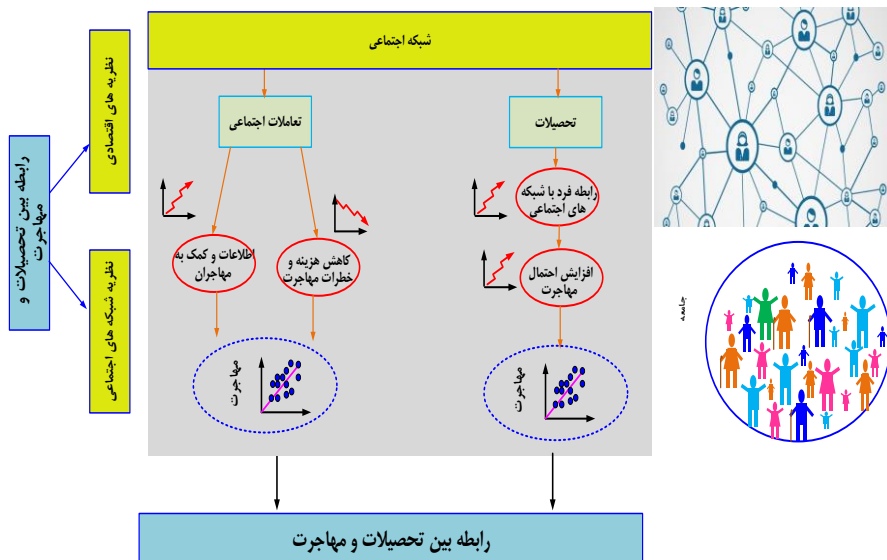 شبکه اجتماعی
نظریه های اقتصادی
رابطه بین تحصیلات و
مهاجرت
نظریه شبکه های اجتماعی
تحصیلات
تعاملات اجتماعی
رابطه فرد با شبکه
های اجتماعی
افزایش احتمال
مهاجرت
کاهش هزینه و
خطرات مهاجرت
اطلاعات و کمک به
مهاجران
مهاجرت
مهاجرت
جامعه
رابطه بین تحصیلات و مهاجرت